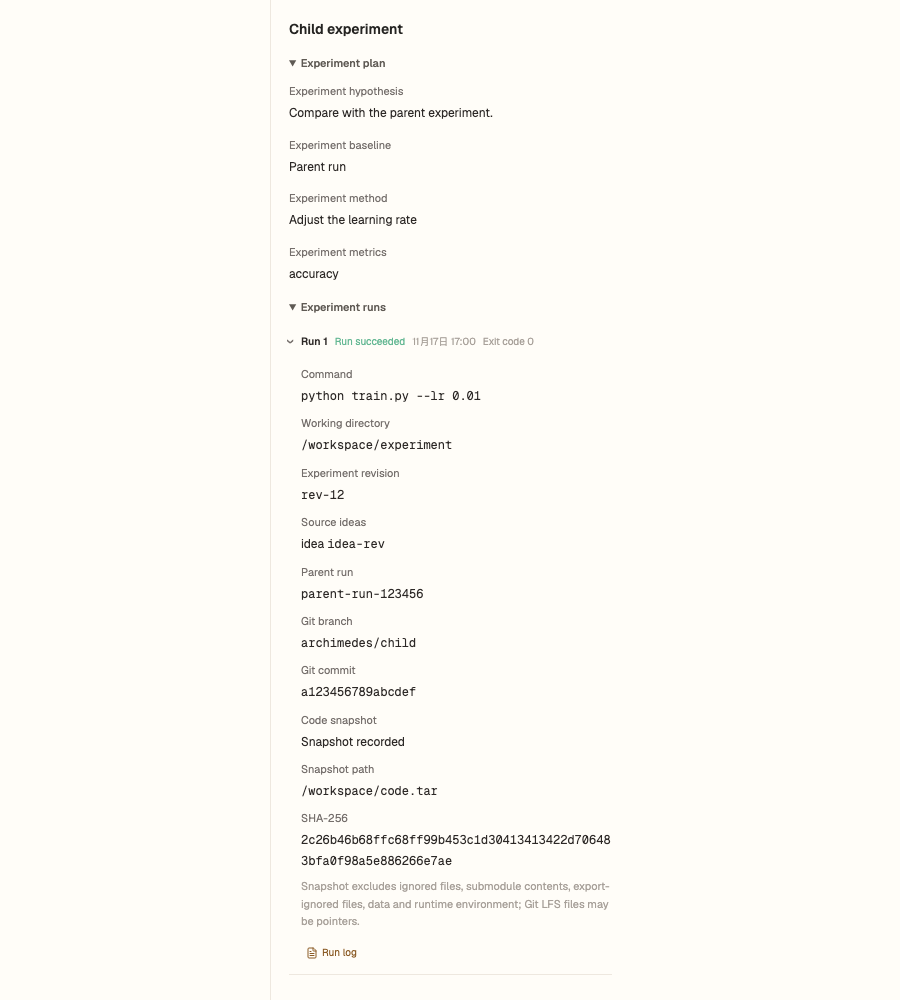 Child experiment
Experiment plan
Experiment hypothesis
Compare with the parent experiment.
Experiment baseline
Parent run
Experiment method
Adjust the learning rate
Experiment metrics
accuracy
Experiment runs
Run 1 Run succeeded 11月17日 17:00 Exit code 0
Command
python train.py --lr 0.01
Working directory
/workspace/experiment
Experiment revision
rev-12
Source ideas
idea idea-rev
Parent run
parent-run-123456
Git branch
archimedes/child
Git commit
a123456789abcdef
Code snapshot
Snapshot recorded
Snapshot path
/workspace/code.tar
SHA-256
2c26b46b68ffc68ff99b453c1d30413413422d70648
3bfa0f98a5e886266e7ae
Snapshot excludes ignored files, submodule contents, export-
ignored files, data and runtime environment; Git LFS files may
be pointers.
Run log